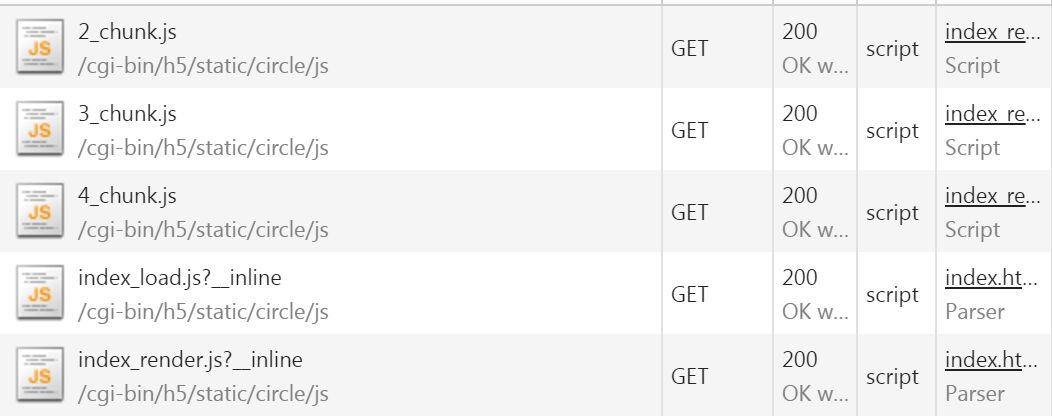 2_chunk.js
/cgi-bin/h5/static/circle/js
GET
200
OK w...
script
index_re...
Script
3_chunk.js
/cgi-bin/h5/static/circle/js
GET
200
OK w...
script
index_re...
Script
4_chunk.js
/cgi-bin/h5/static/circle/js
GET
200
OK w...
script
index_re...
Script
index_load.js?__inline
/cgi-bin/h5/static/circle/js
GET
200
OK w...
script
index.ht...
Parser
index_render.js?__inline
/cgi-bin/h5/static/circle/js
GET
200
OK w...
script
index.ht...
Parser
JS
JS
JS
JS
JS